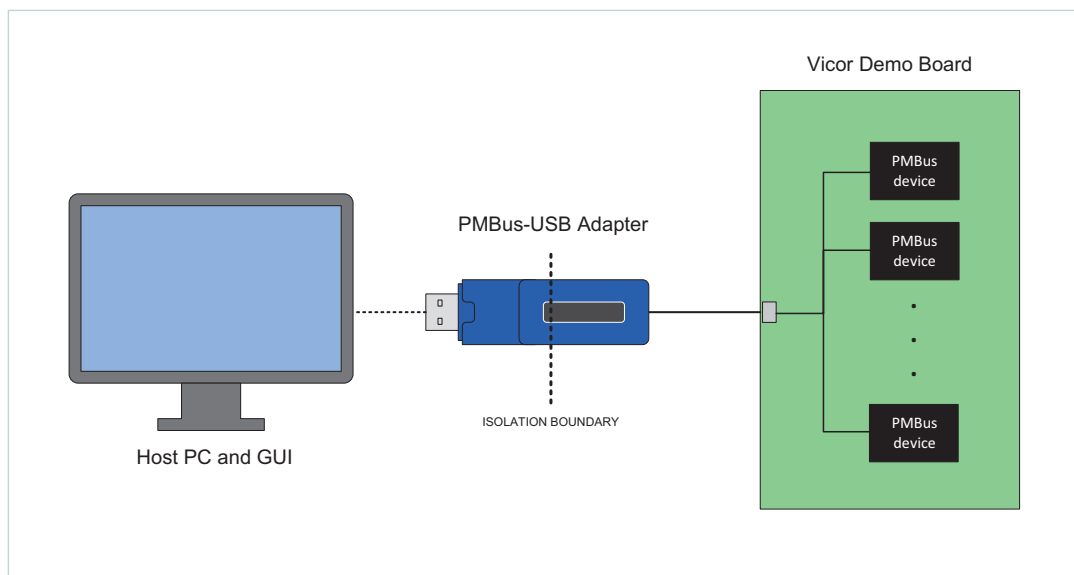 Vicor Demo Board
PMBus
device
PMBus
device
PMBus-USB Adapter
ISOLATION BOUNDARY
PMBus
device
Host PC and GUI